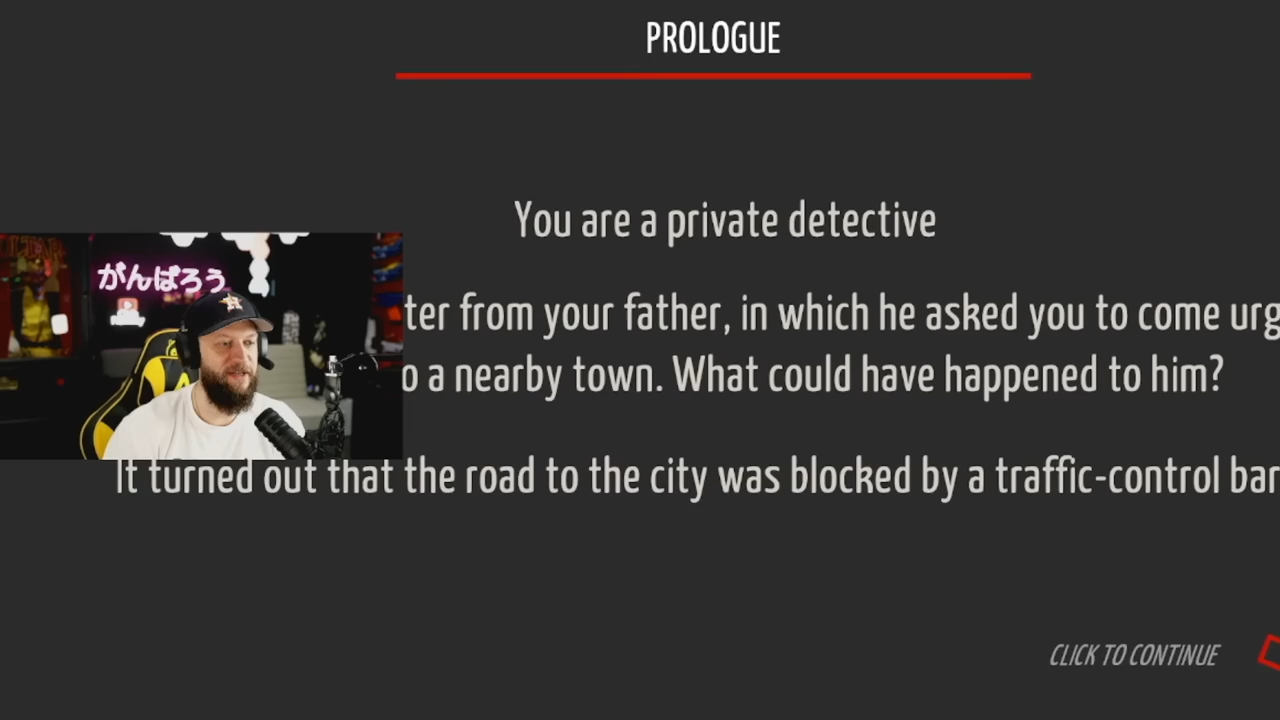 PROLOGUE
You are a private detective
がんばろう
ter from your father, in which he asked you to come urg
o a nearby town. What could have happened to him?
It turned out that the road to the city was blocked by a traffic-control bar
CLICK TO CONTINUE